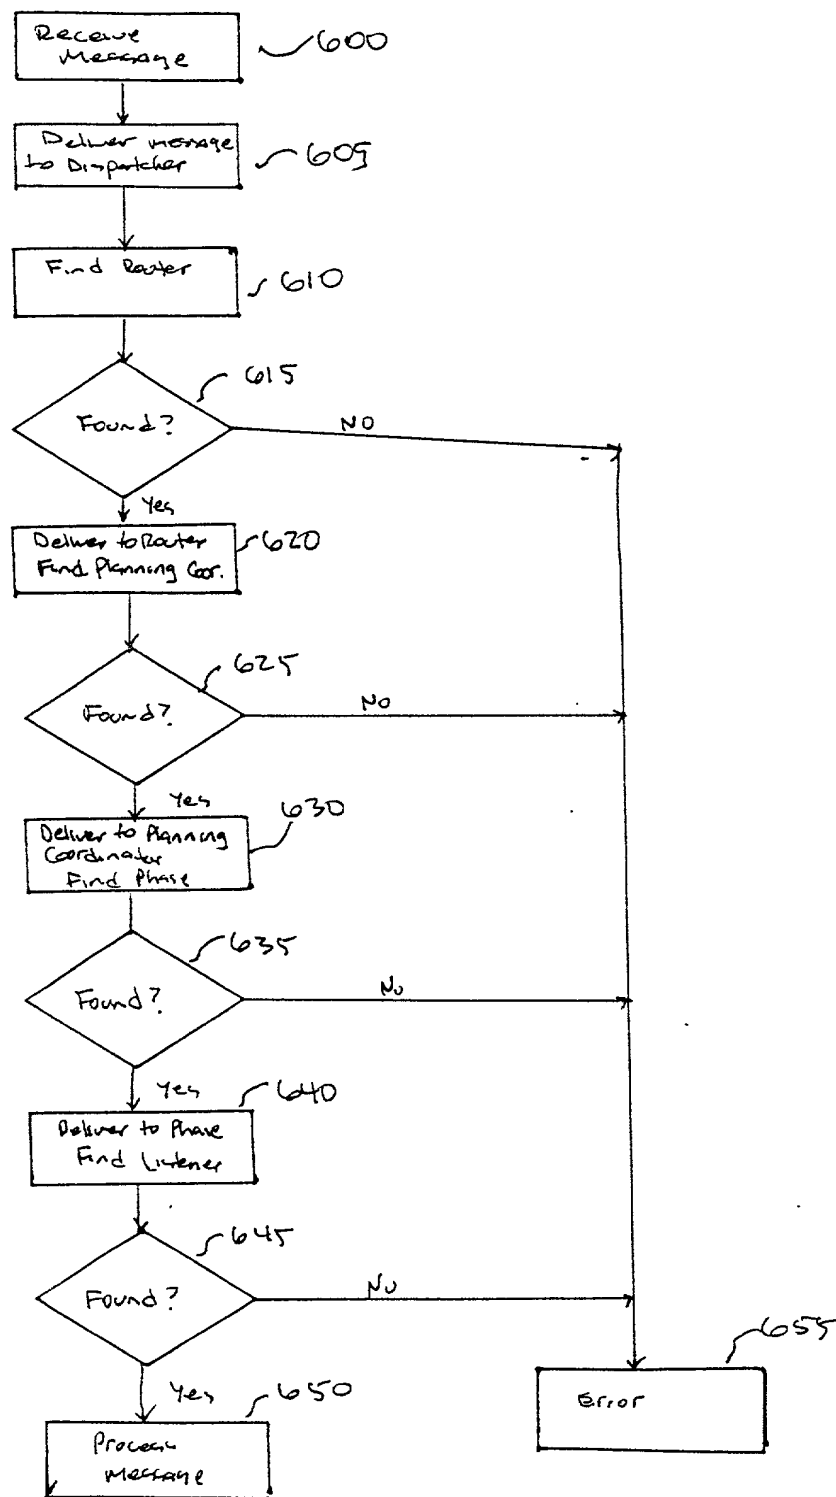 Receive
Message
600
Deliver message
to Dispatcher
605
Find Router
610
615
Found?
NO
Yes
Deliver to Router
Find Planning Coor.
620
625
Found?
No
Yes
630
Deliver to Planning
Coordinator
Find Phase
635
Found?
No
Yes
640
Deliver to Phase
Find Listener
645
Found?
No
Yes
650
Process
Message
655
Error